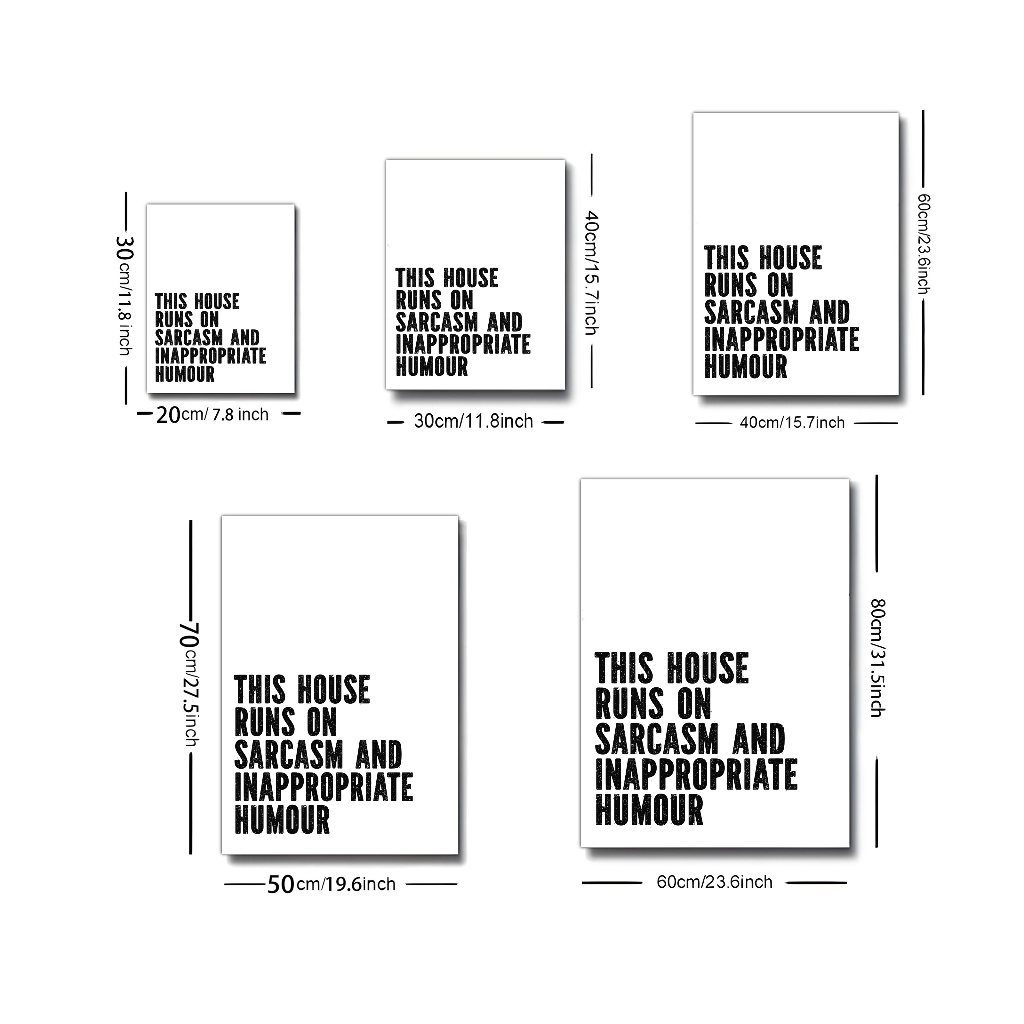 30cm/11.8 inch
THIS HOUSE
RUNS ON
SARCASM AND
INAPPROPRIATE
HUMOUR
20cm/ 7.8 inch
THIS HOUSE
RUNS ON
SARCASM AND
INAPPROPRIATE
HUMOUR
40cm/15.7inch
30cm/11.8inch
THIS HOUSE
RUNS ON
SARCASM AND
INAPPROPRIATE
HUMOUR
60cm/23.6inch
40cm/15.7inch
70cm/27.5inch
THIS HOUSE
RUNS ON
SARCASM AND
INAPPROPRIATE
HUMOUR
50cm/19.6inch
THIS HOUSE
RUNS ON
SARCASM AND
INAPPROPRIATE
HUMOUR
80cm/31.5inch
60cm/23.6inch